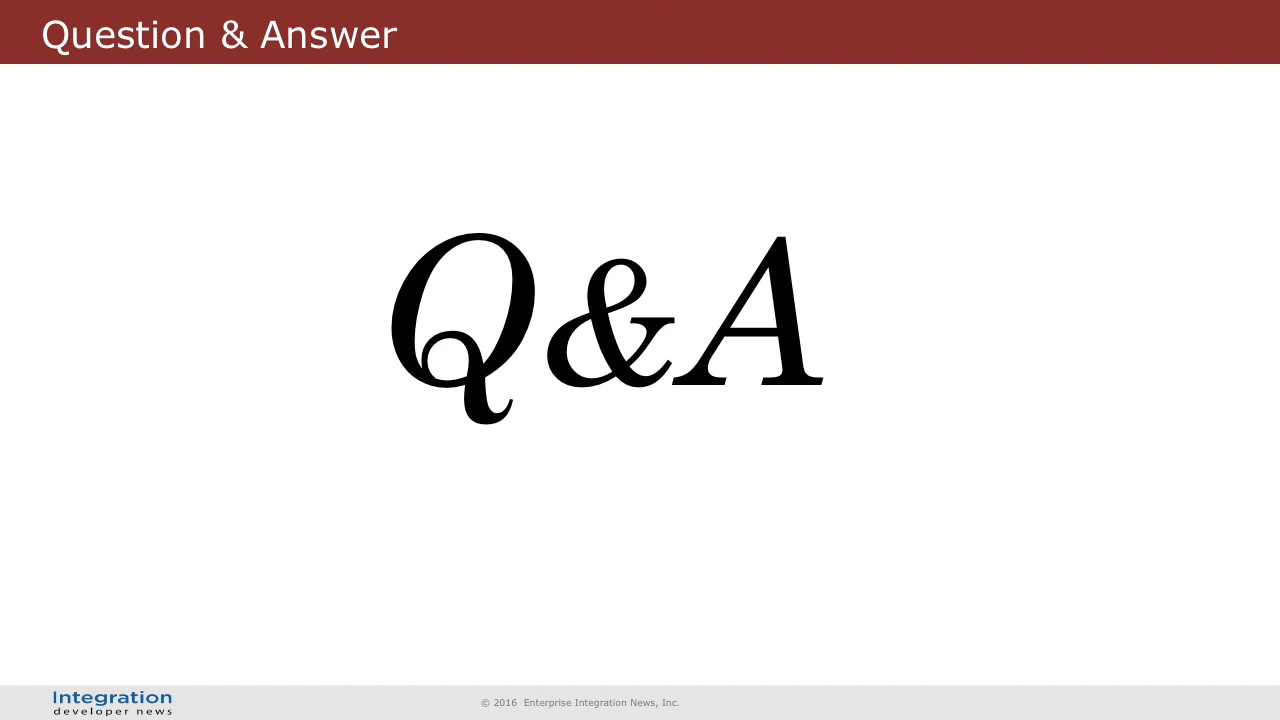 Question & Answer
Q&A
Integration
developer news
© 2016 Enterprise Integration News, Inc.